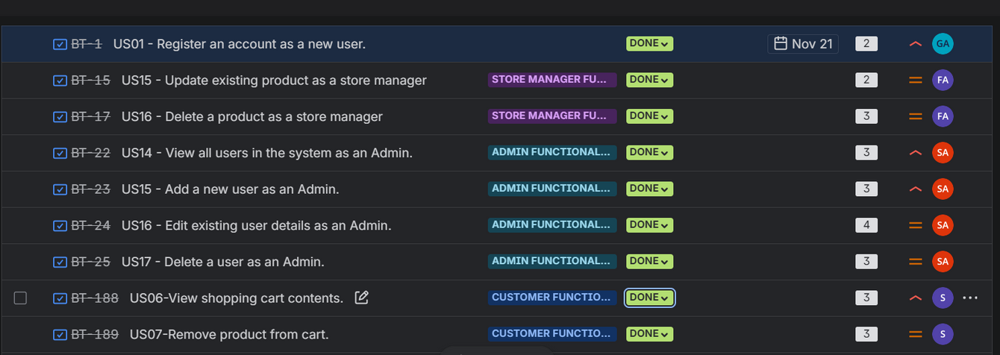 BT-1 US01 - Register an account as a new user. DONE Nov 21 2 GA
BT-15 US15 - Update existing product as a store manager STORE MANAGER FU... DONE 2 FA
BT-17 US16 - Delete a product as a store manager STORE MANAGER FU... DONE 3 FA
BT-22 US14 - View all users in the system as an Admin. ADMIN FUNCTIONAL... DONE 3 SA
BT-23 US15 - Add a new user as an Admin. ADMIN FUNCTIONAL... DONE 3 SA
BT-24 US16 - Edit existing user details as an Admin. ADMIN FUNCTIONAL... DONE 4 SA
BT-25 US17 - Delete a user as an Admin. ADMIN FUNCTIONAL... DONE 3 SA
BT-188 US06-View shopping cart contents. CUSTOMER FUNCTIO... DONE 3 S
BT-189 US07-Remove product from cart. CUSTOMER FUNCTIO... DONE 3 S